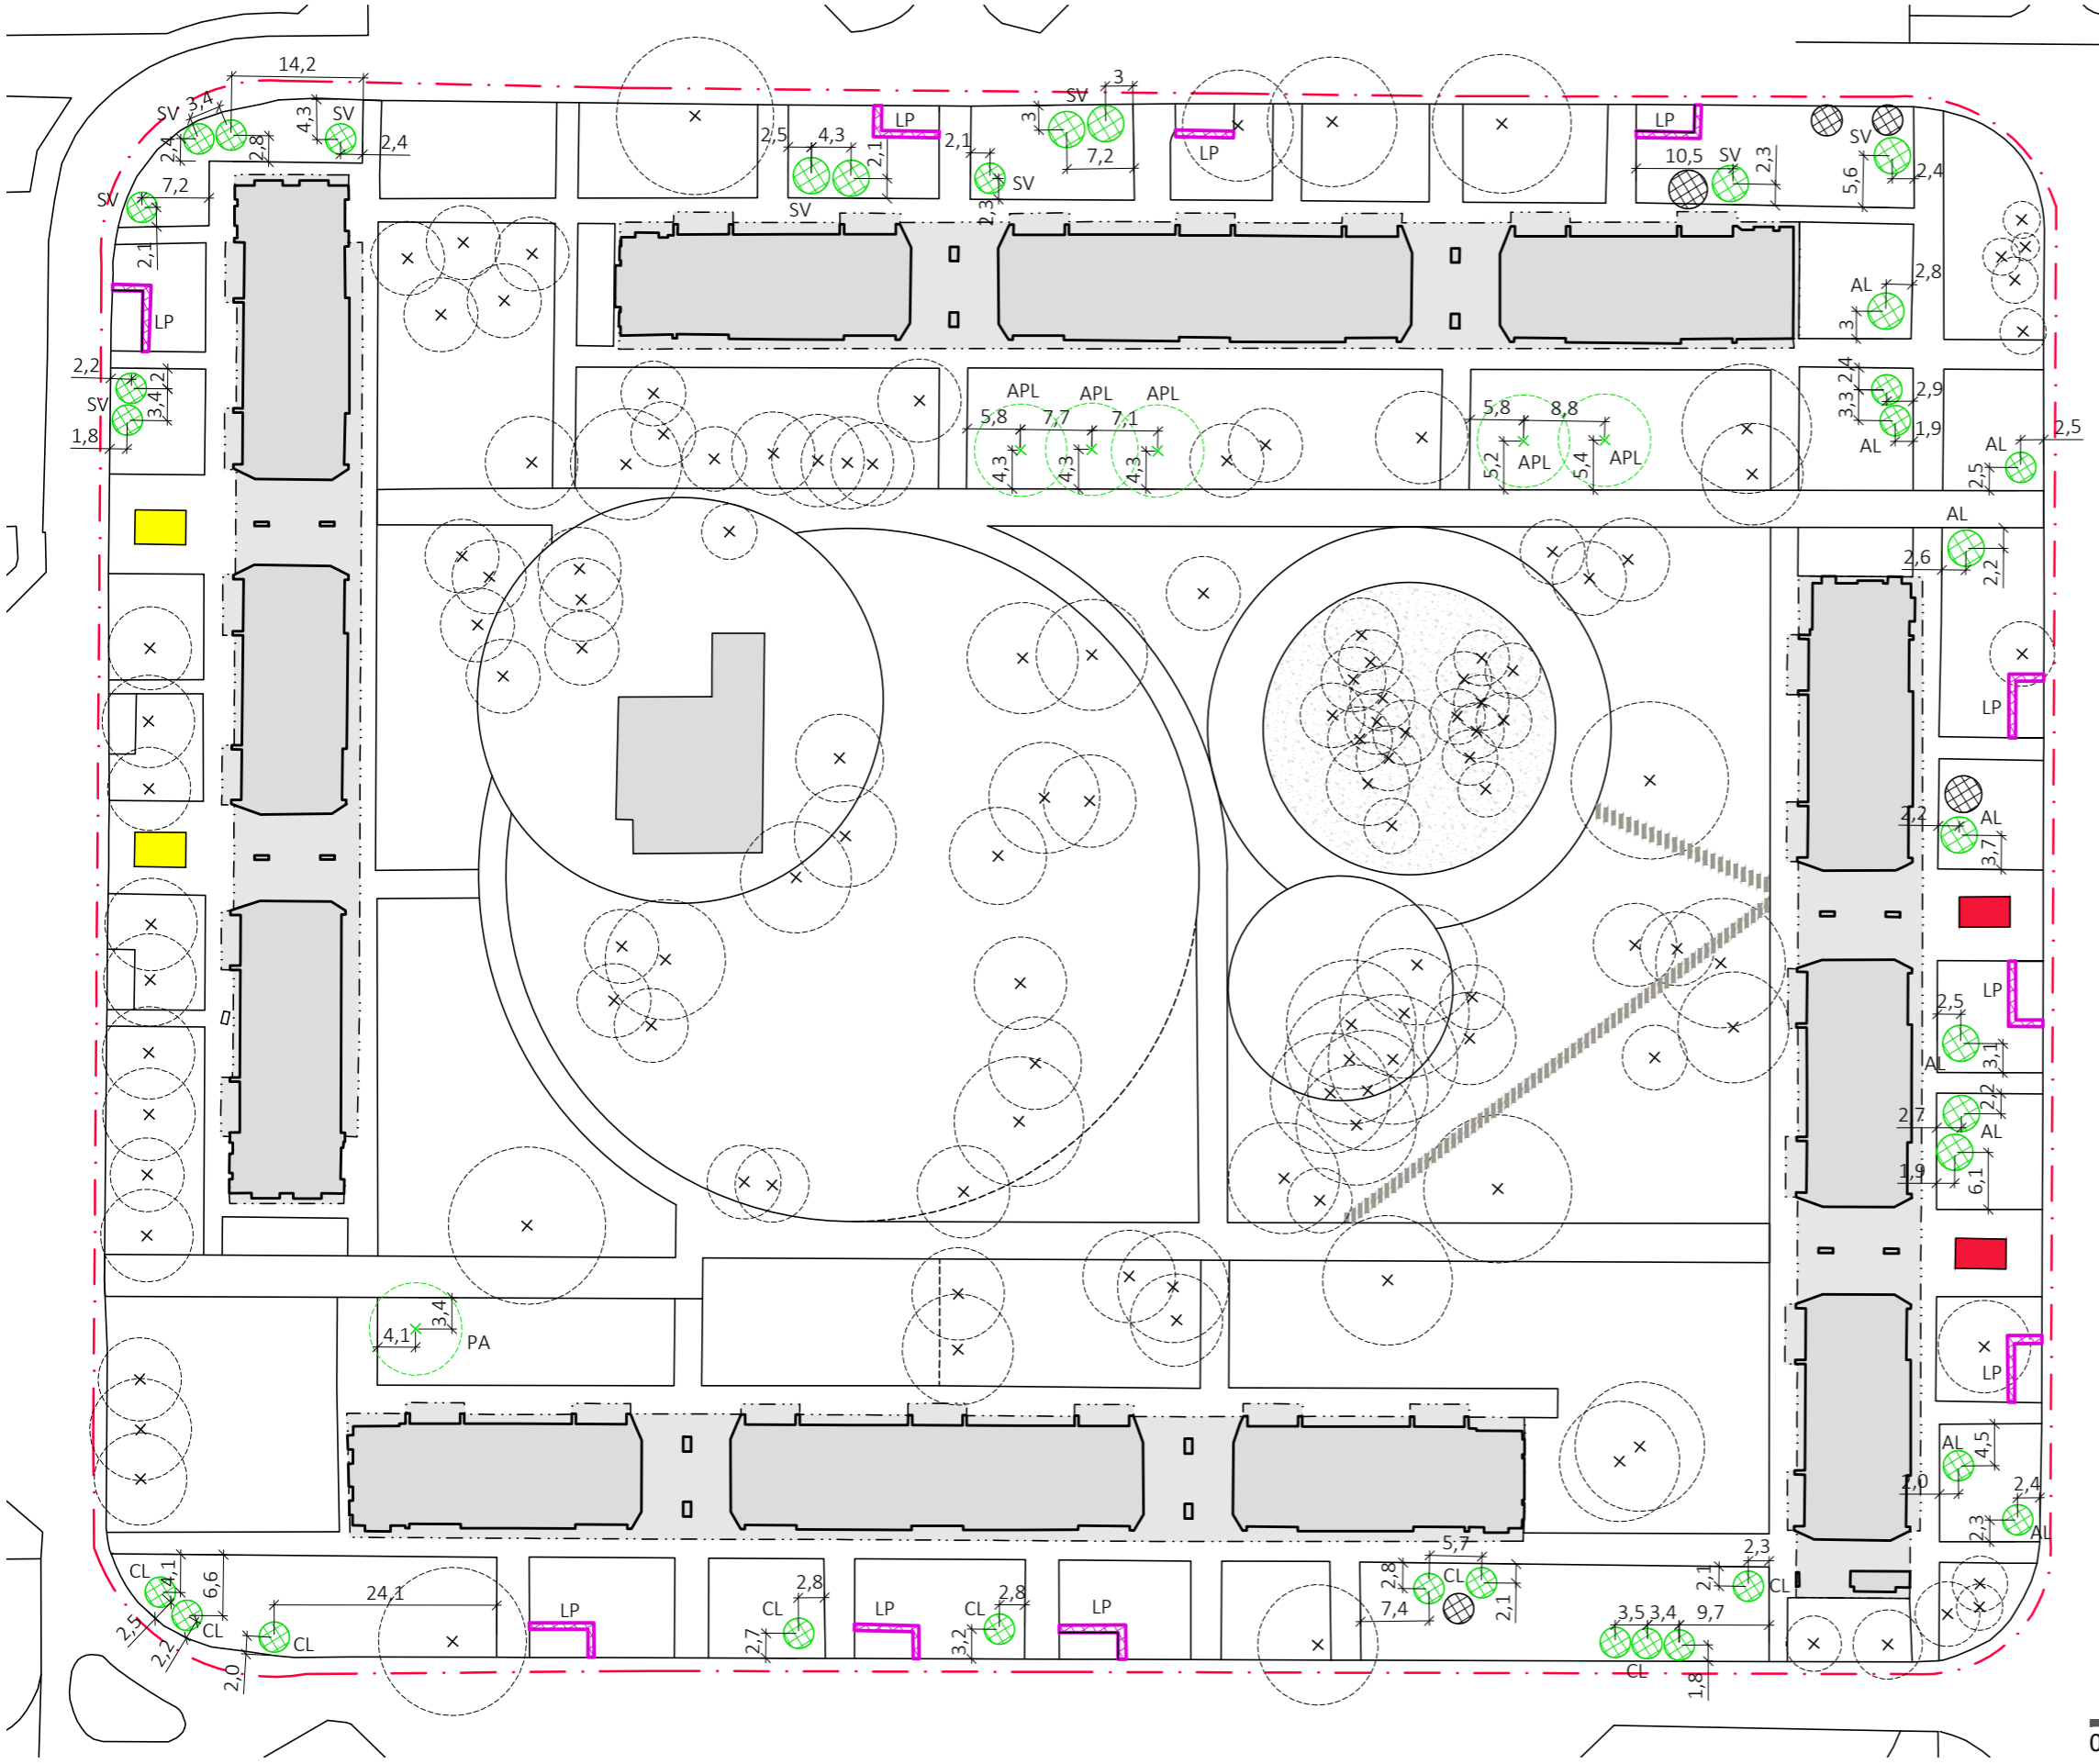 14,2
3
SV
3,4
SV
4,3
SV
LP
3
LP
SV
2,4
2,8
2,4
2,5
4,3
2,1
2,1
7,2
LP
10,5
SV
2,3
5,6
2,4
SV
7,2
SV
2,3
SV
2,1
2,8
AL
LP
3
2,2
2
3,4
SV
1,8
APL
APL
APL
5,8
7,7
7,1
4,3
4,3
4,3
5,8
8,8
5,2
APL
5,4
APL
2,4
2,9
3,3
1,9
AL
2,5
AL
2,5
AL
2,6
2,2
LP
2,2
AL
3,7
LP
2,5
3,1
AL
2,2
2,7
AL
1,9
6,1
3,4
4,1
PA
LP
4,5
AL
2,0
2,4
2,3
AL
5,7
2,3
CL
4,1
6,6
24,1
2,8
2,8
2,8
CL
2,1
2,1
CL
LP
CL
LP
CL
LP
7,4
3,5
3,4
9,7
2,5
CL
2,2
CL
2,0
2,7
3,2
CL
1,8
0